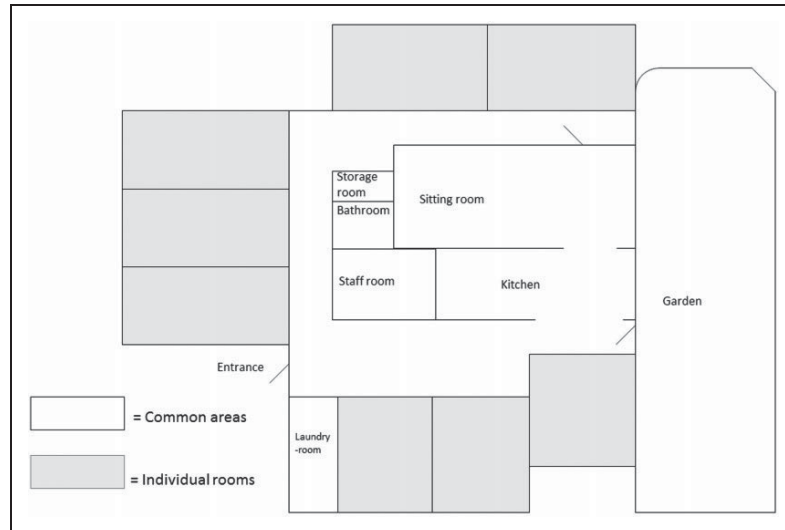 Storage
room
Bathroom
Sitting room
Staff room
Kitchen
Garden
Entrance
= Common areas
Laundry
-room
= Individual rooms